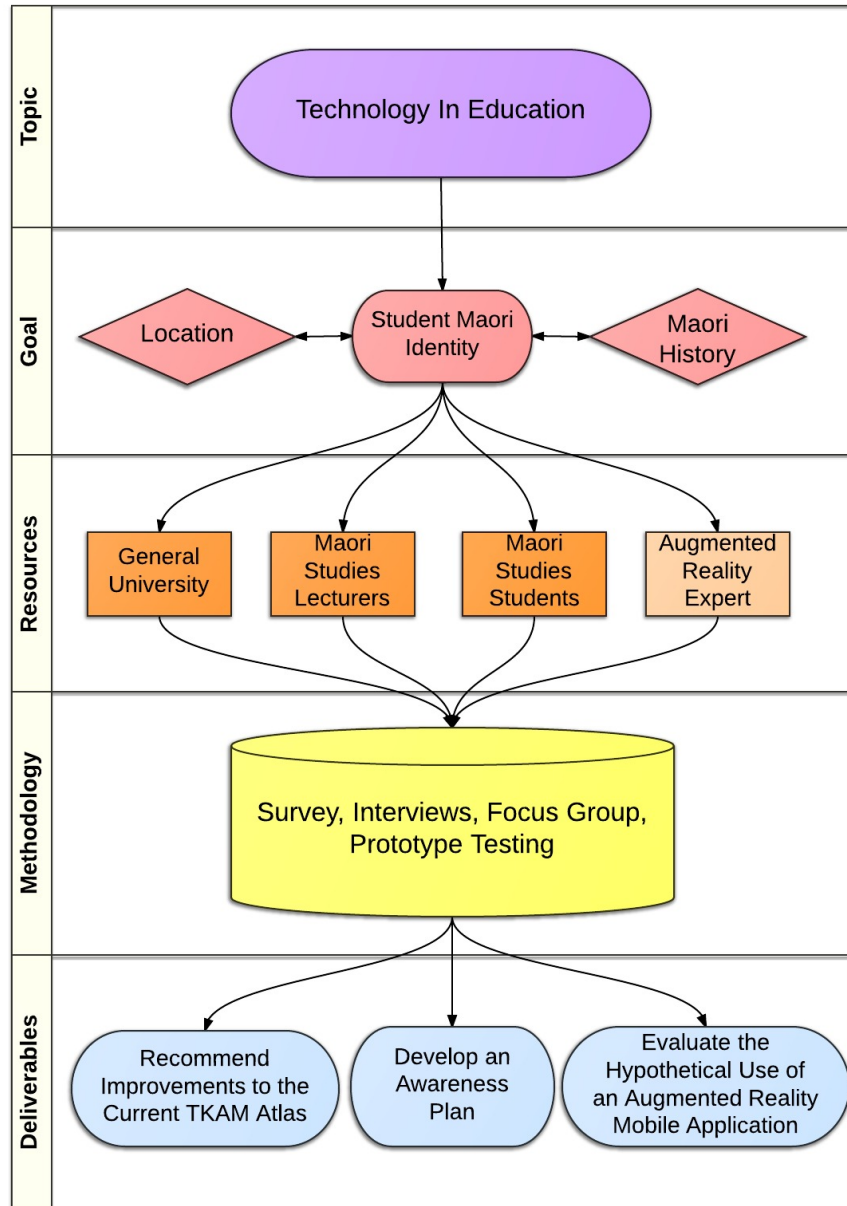 Topic
Technology In Education
Goal
Location
Student Maori
Identity
Maori
History
Resources
General
University
Maori
Studies
Lecturers
Maori
Studies
Students
Augmented
Reality
Expert
Methodology
Survey, Interviews, Focus Group,
Prototype Testing
Deliverables
Recommend
Improvements to the
Current TKAM Atlas
Develop an
Awareness
Plan
Evaluate the
Hypothetical Use of
an Augmented Reality
Mobile Application